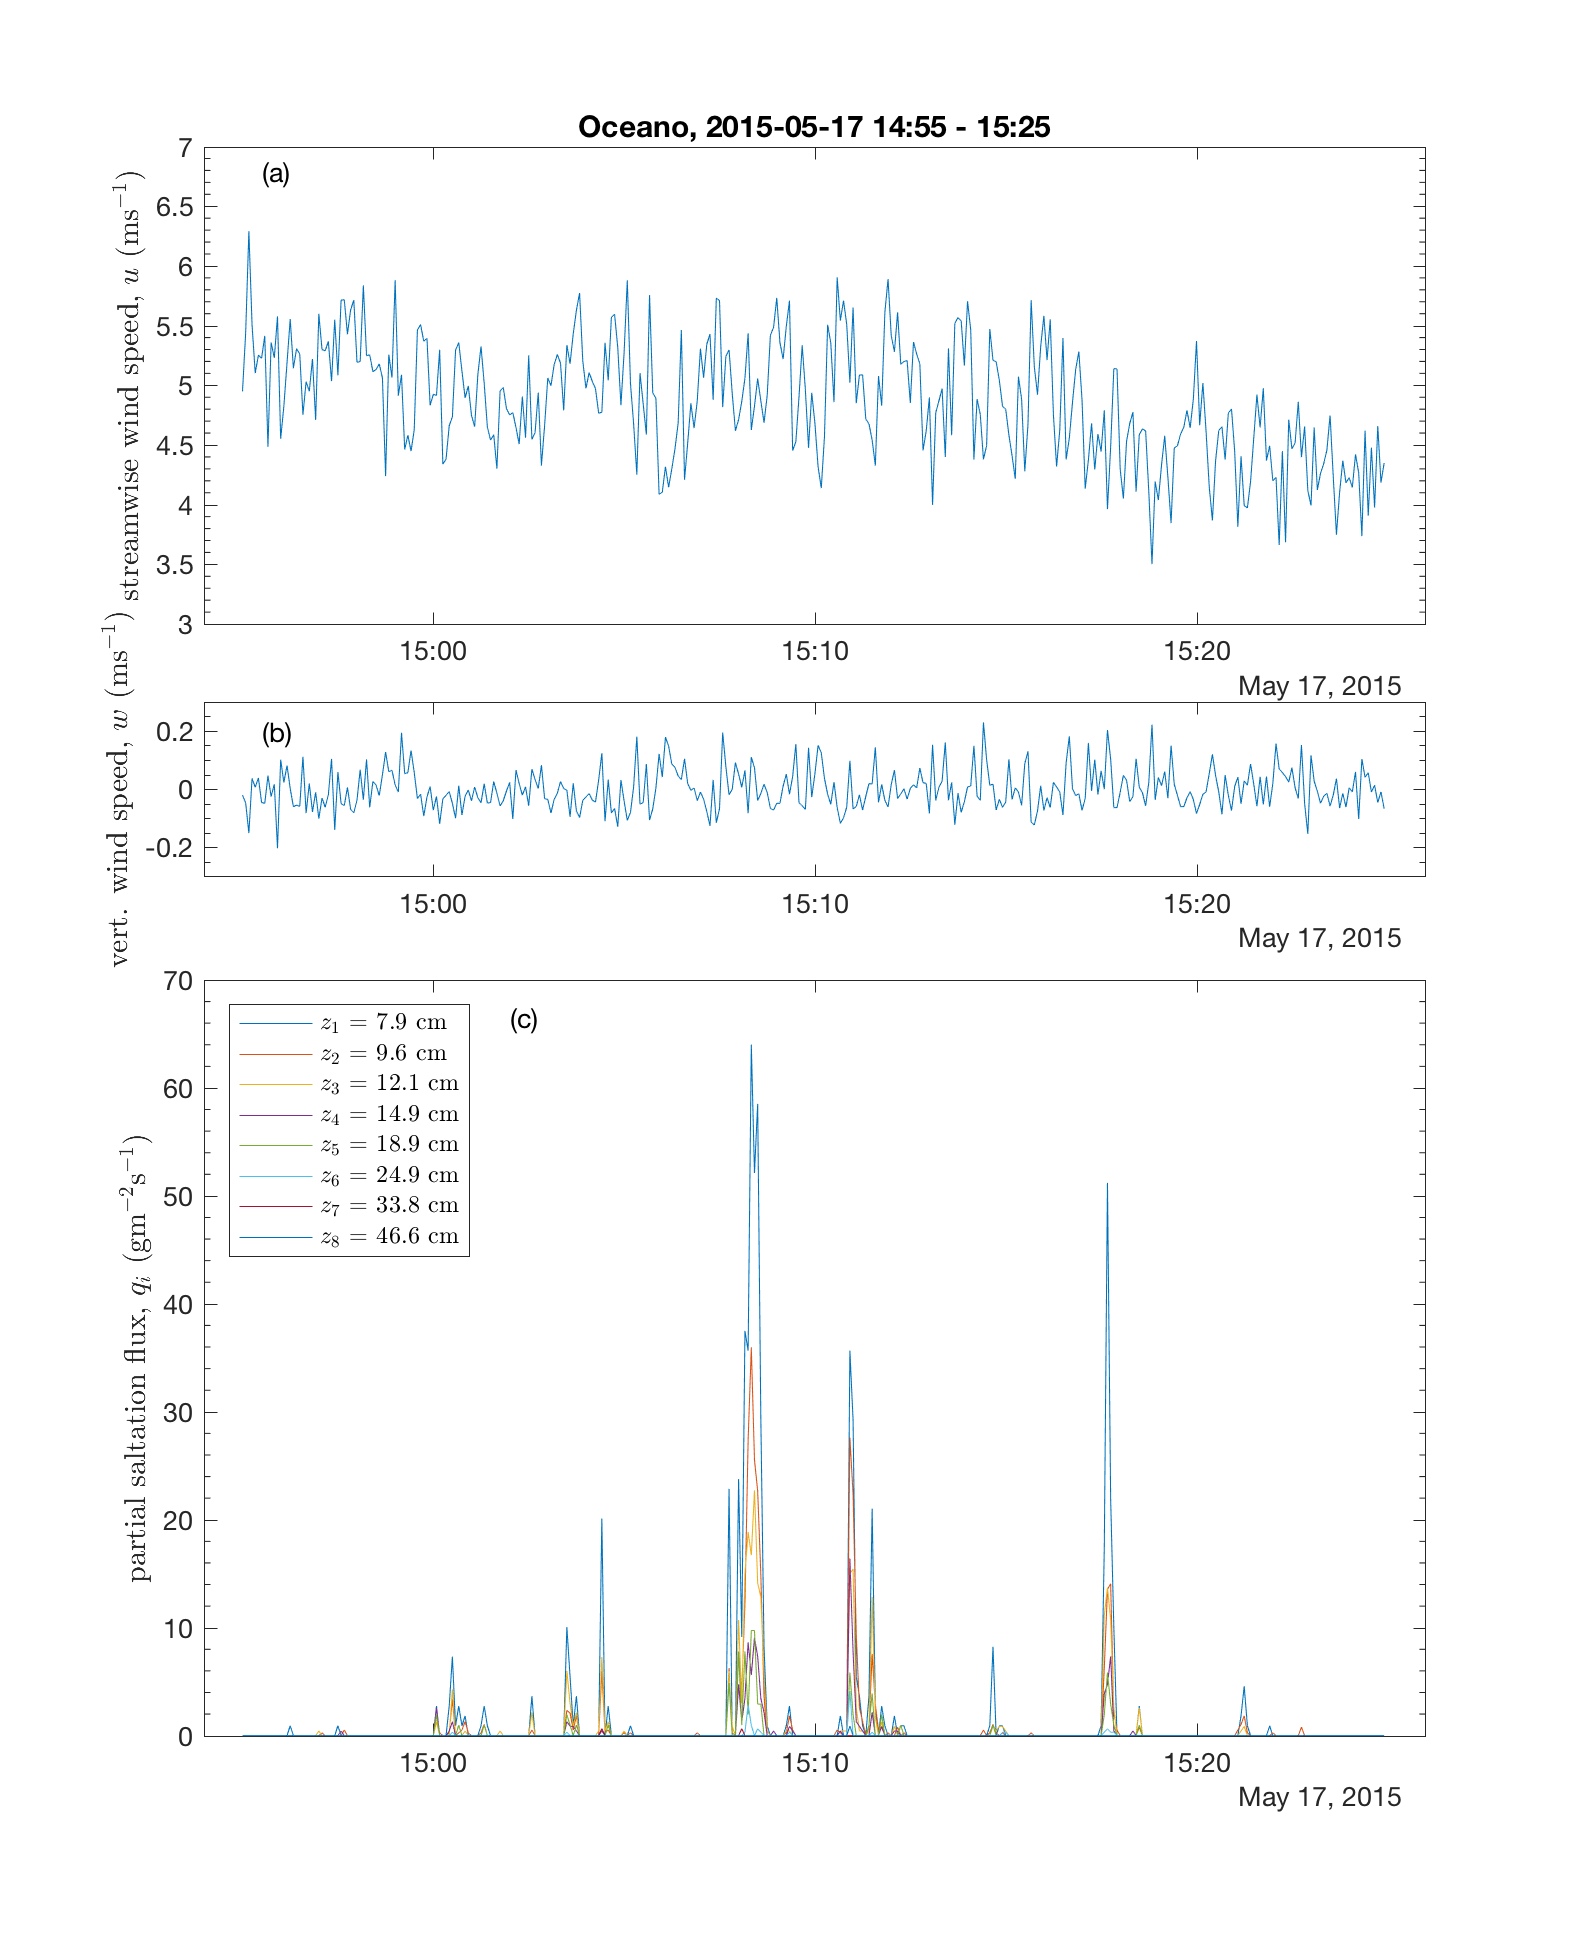 Oceano, 2015-05-17 14:55 - 15:25
(a)
streamwise wind speed, u (ms⁻¹)
7
6.5
6
5.5
5
4.5
4
3.5
3
15:00 15:10 15:20
May 17, 2015
(b)
vert. wind speed, w (ms⁻¹)
0.2
0
-0.2
15:00 15:10 15:20
May 17, 2015
(c)
partial saltation flux, qᵢ (gm⁻²s⁻¹)
70
60
50
40
30
20
10
0
z₁ = 7.9 cm
z₂ = 9.6 cm
z₃ = 12.1 cm
z₄ = 14.9 cm
z₅ = 18.9 cm
z₆ = 24.9 cm
z₇ = 33.8 cm
z₈ = 46.6 cm
15:00 15:10 15:20
May 17, 2015